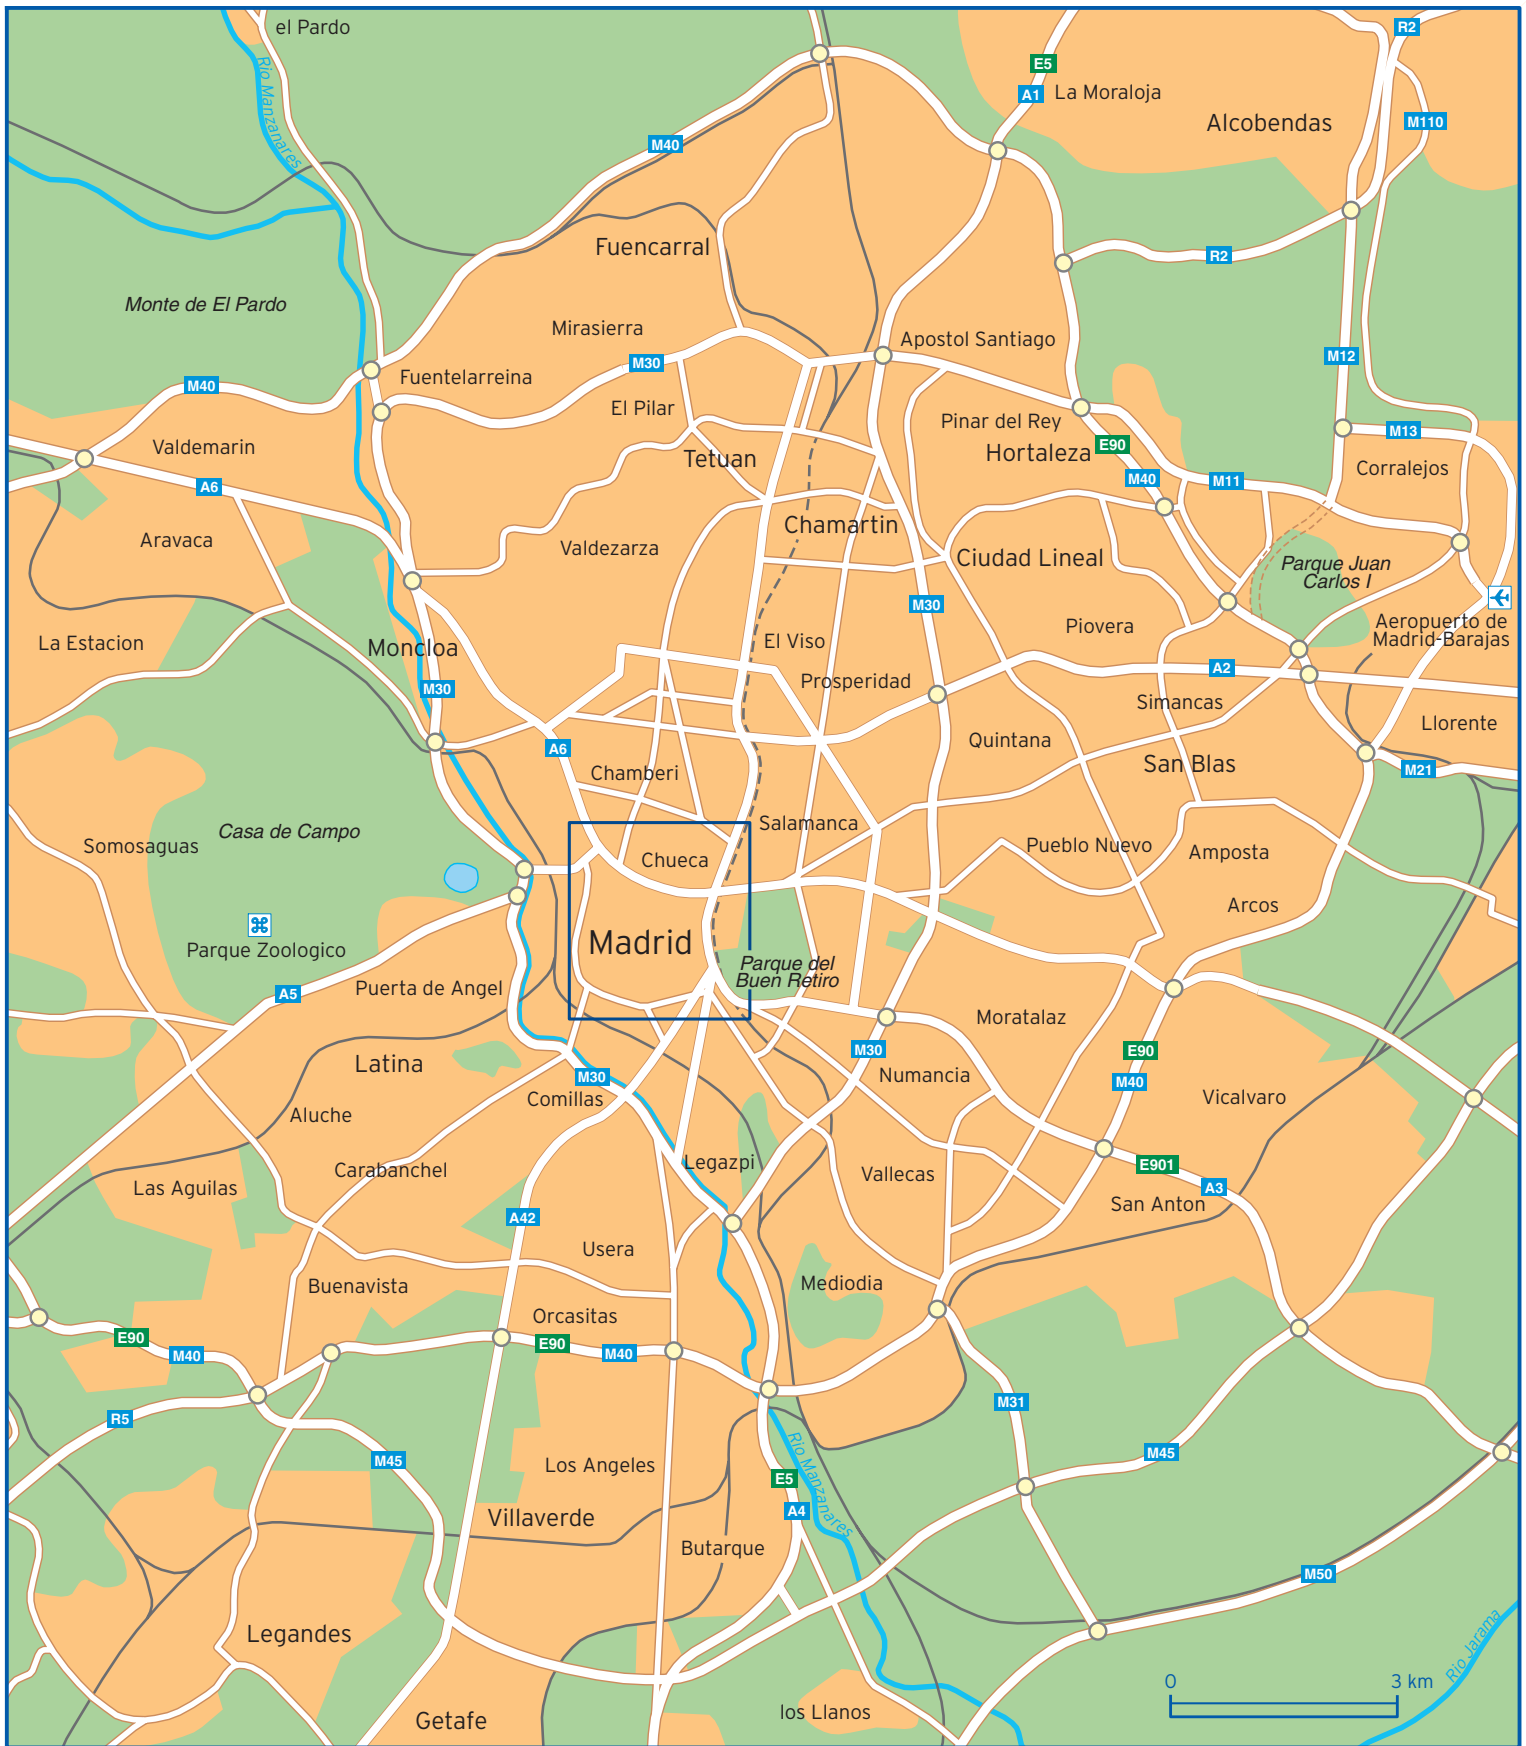 el Pardo
R2
E5
La Moraloja
A1
Alcobendas
M110
Rio Manzanares
M40
Fuencarral
R2
Monte de El Pardo
Mirasierra
Apostol Santiago
M12
M30
Fuentelarreina
M40
El Pilar
Pinar del Rey
M13
Valdemarin
E90
Hortaleza
Tetuan
Corralejos
M40
M11
A6
Chamartin
Aravaca
Valdezarza
Ciudad Lineal
Parque Juan
Carlos I
M30
Aeropuerto de
Madrid-Barajas
Piovera
La Estacion
El Viso
Moncloa
A2
Prosperidad
M30
Simancas
Llorente
Quintana
A6
San Blas
M21
Chamberi
Salamanca
Casa de Campo
Somosaguas
Pueblo Nuevo
Amposta
Chueca
Arcos
Madrid
Parque Zoologico
Parque del
Buen Retiro
Puerta de Angel
A5
Moratalaz
M30
E90
Latina
Numancia
M30
M40
Comillas
Vicalvaro
Aluche
Legazpi
E901
Carabanchel
Vallecas
Las Aguilas
A3
San Anton
A42
Usera
Mediodia
Buenavista
Orcasitas
E90
E90
M40
M40
M31
R5
M45
M45
Los Angeles
E5
Rio Manzanares
A4
Villaverde
Butarque
M50
Legandes
Rio Jarama
0 3 km
los Llanos
Getafe